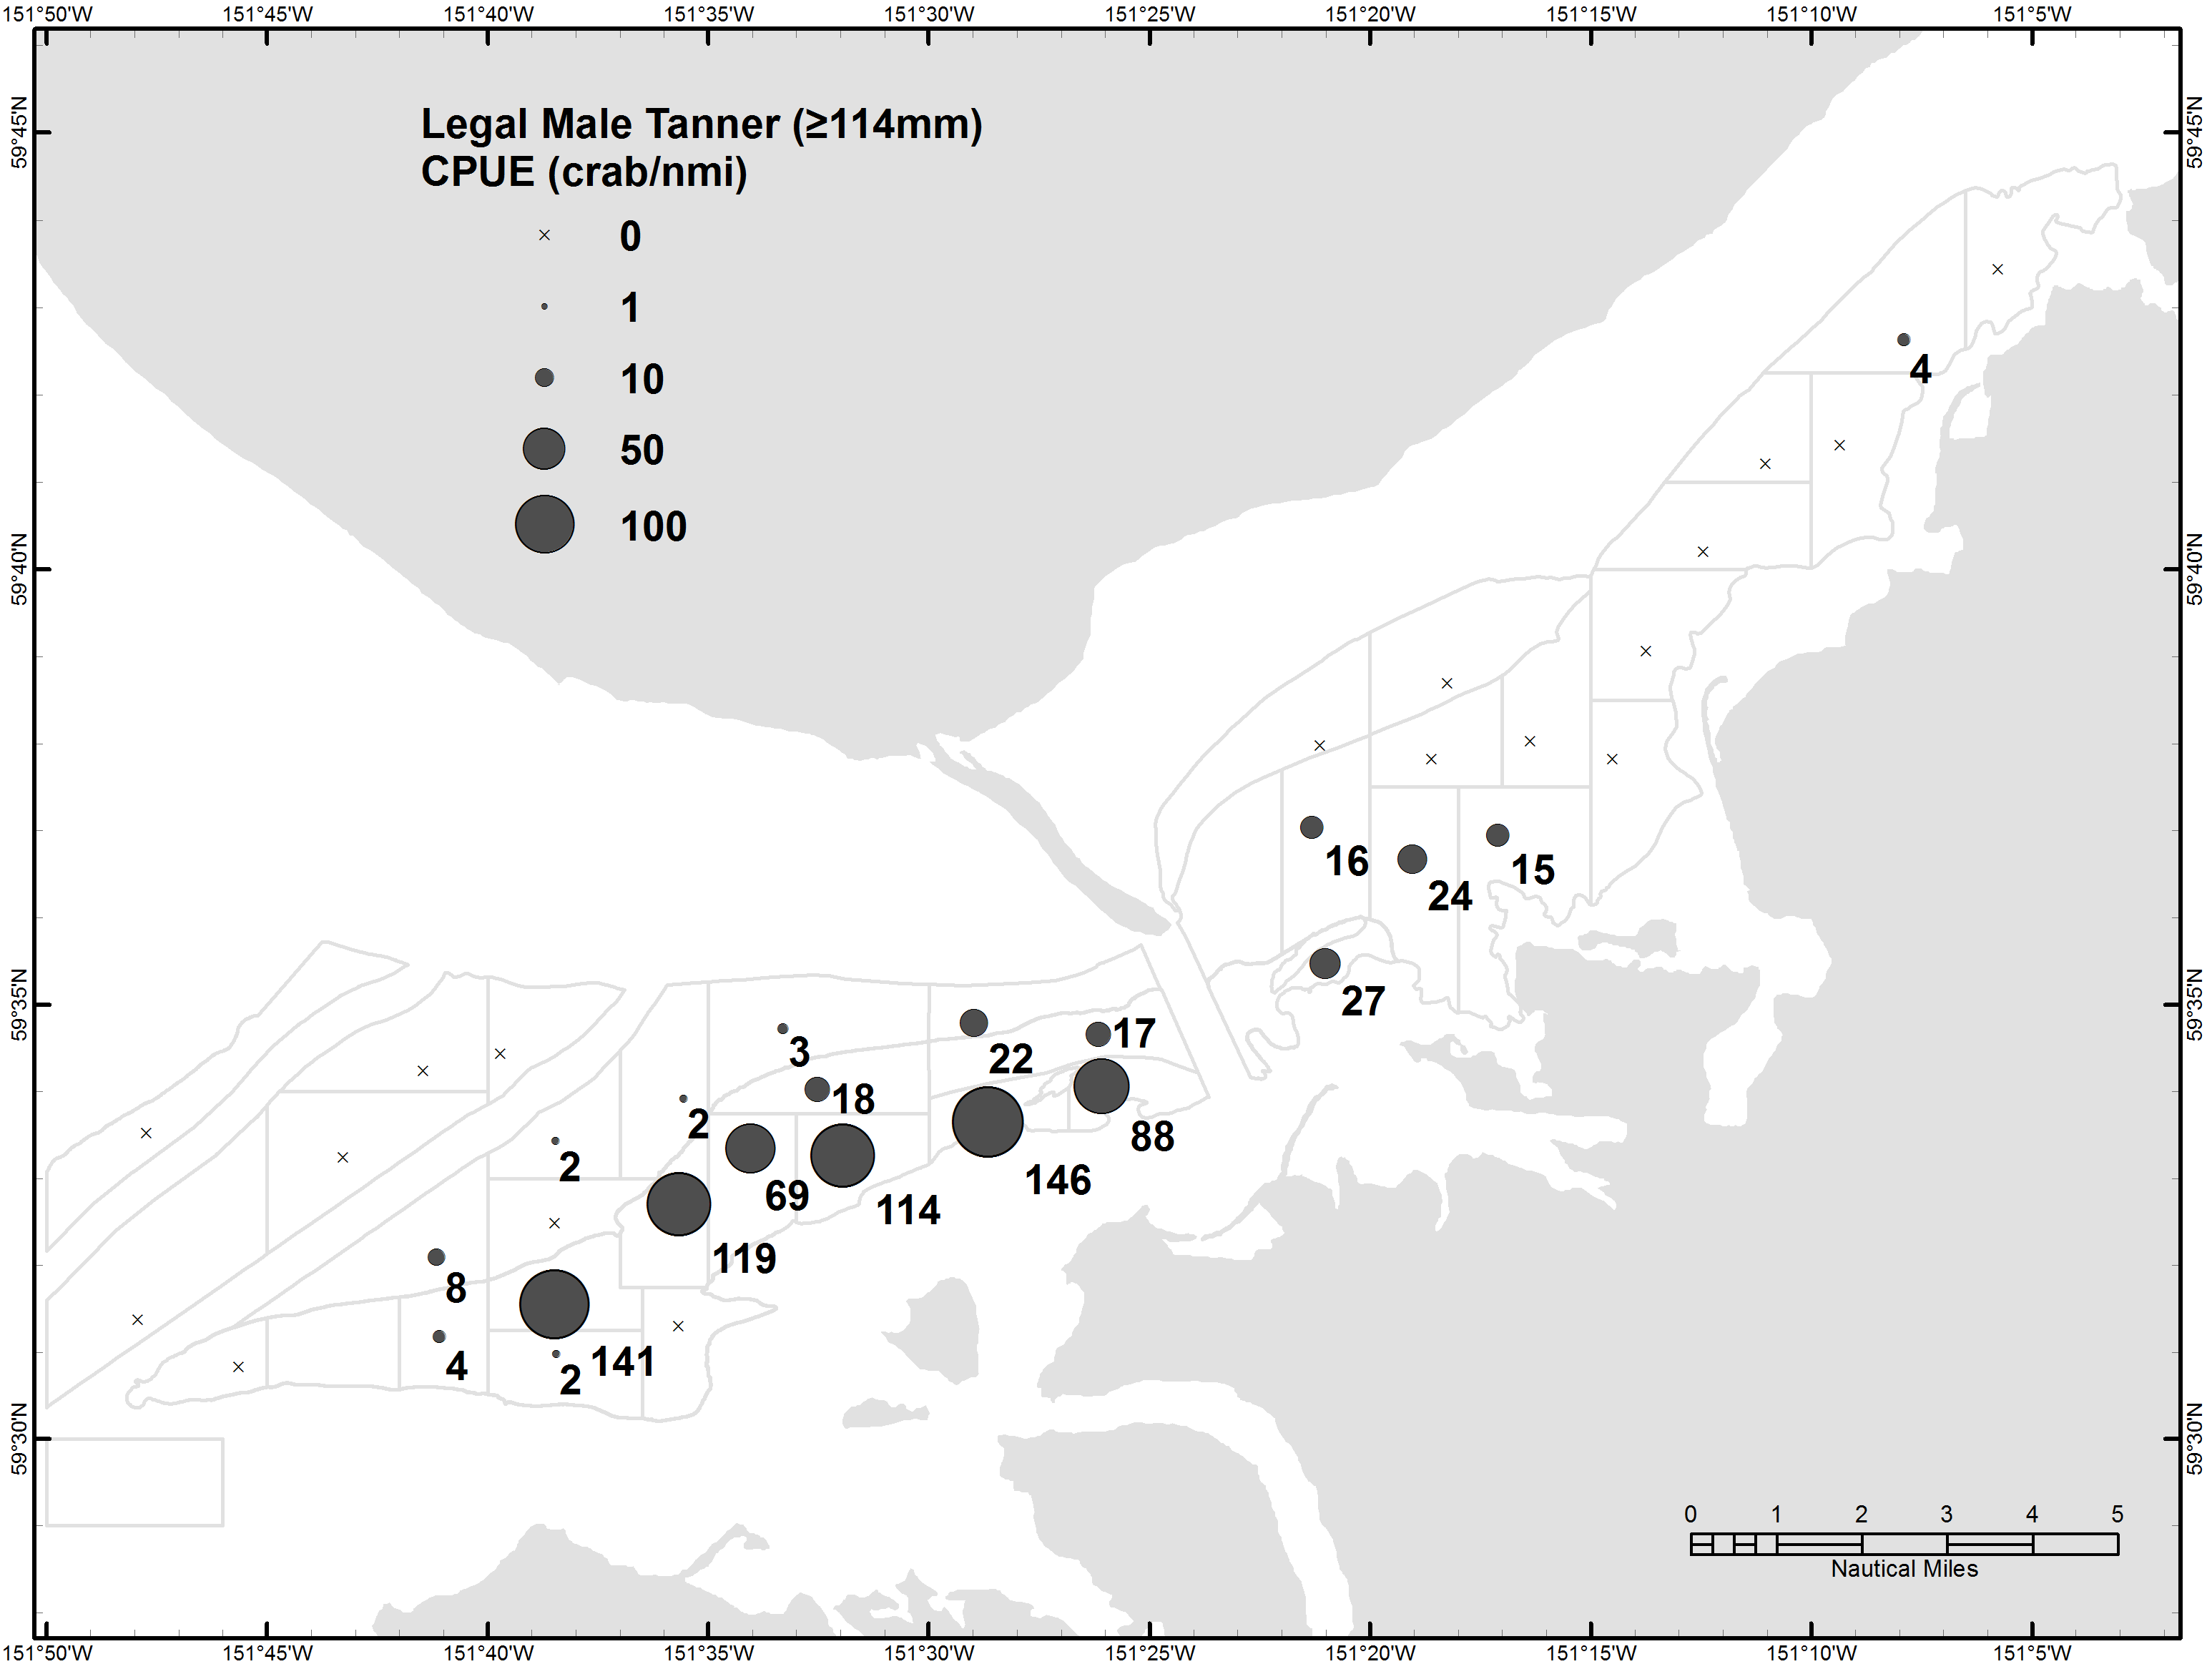 151°50'W 151°45'W 151°40'W 151°35'W 151°30'W 151°25'W 151°20'W 151°15'W 151°10'W 151°5'W
59°45'N 59°45'N
Legal Male Tanner (≥114mm)
CPUE (crab/nmi)
0
1
10
50
100
4
59°40'N 59°40'N
16
15
24
27
59°35'N 59°35'N
17
3
22
18
2
88
2
146
69
114
119
8
141
4
2
59°30'N 59°30'N
0 1 2 3 4 5
Nautical Miles
151°50'W 151°45'W 151°40'W 151°35'W 151°30'W 151°25'W 151°20'W 151°15'W 151°10'W 151°5'W